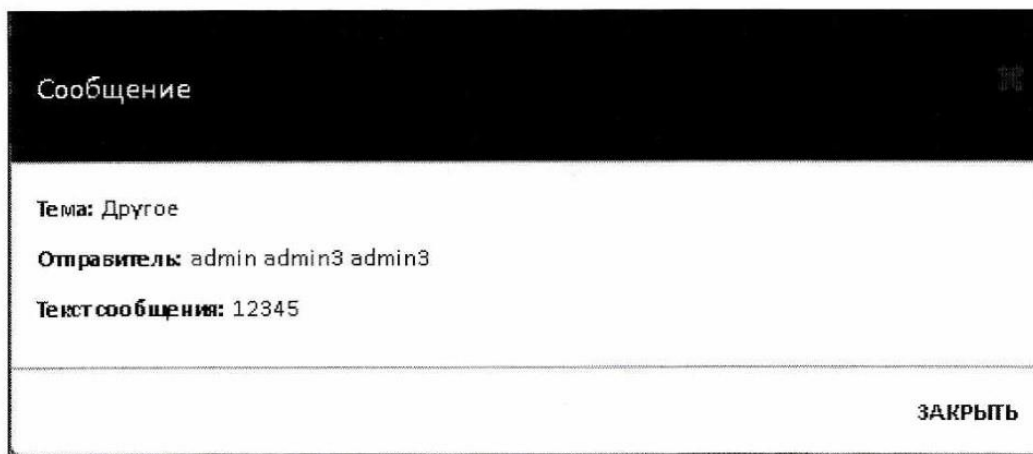 Сообщение
Тема: Другое
Отправитель: admin admin3 admin3
Текст сообщения: 12345
ЗАКРЫТЬ